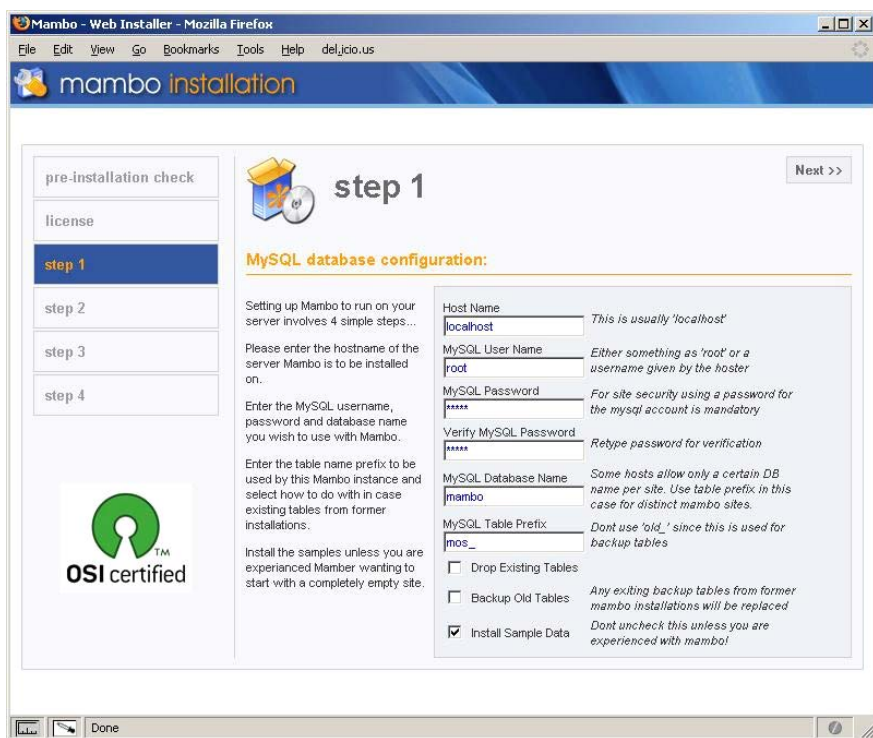 Mambo - Web Installer - Mozilla Firefox
File Edit View Go Bookmarks Tools Help del.icio.us
mambo installation
pre-installation check
license
step 1
step 2
step 3
step 4
OSI certified
TM
step 1
Next >>
MySQL database configuration:
Setting up Mambo to run on your
server involves 4 simple steps...
Please enter the hostname of the
server Mambo is to be installed
on.
Enter the MySQL username,
password and database name
you wish to use with Mambo.
Enter the table name prefix to be
used by this Mambo instance and
select how to do with in case
existing tables from former
installations.
Install the samples unless you are
experianced Mamber wanting to
start with a completely empty site.
Host Name
localhost
This is usually 'localhost'
MySQL User Name
root
Either something as 'root' or a
username given by the hoster
MySQL Password
*****
For site security using a password for
the mysql account is mandatory
Verify MySQL Password
*****
Retype password for verification
MySQL Database Name
mambo
Some hosts allow only a certain DB
name per site. Use table prefix in this
case for distinct mambo sites.
MySQL Table Prefix
mos_
Dont use 'old_' since this is used for
backup tables
Drop Existing Tables
Backup Old Tables
Any exiting backup tables from former
mambo installations will be replaced
Install Sample Data
Dont uncheck this unless you are
experienced with mambo!
Done